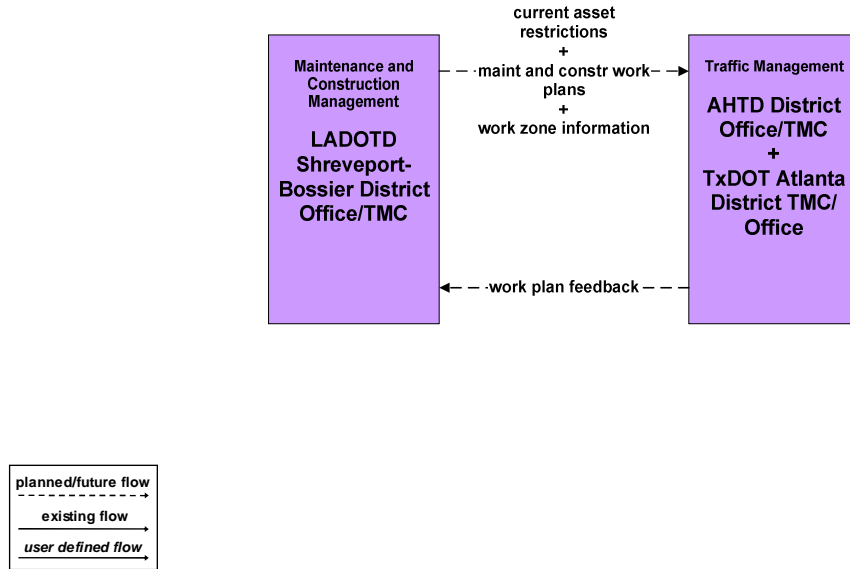 current asset
restrictions
+
maint and constr work
plans
+
work zone information
Maintenance and
Construction
Management
LADOTD
Shreveport-
Bossier District
Office/TMC
Traffic Management
AHTD District
Office/TMC
+
TxDOT Atlanta
District TMC/
Office
work plan feedback
planned/future flow
existing flow
user defined flow